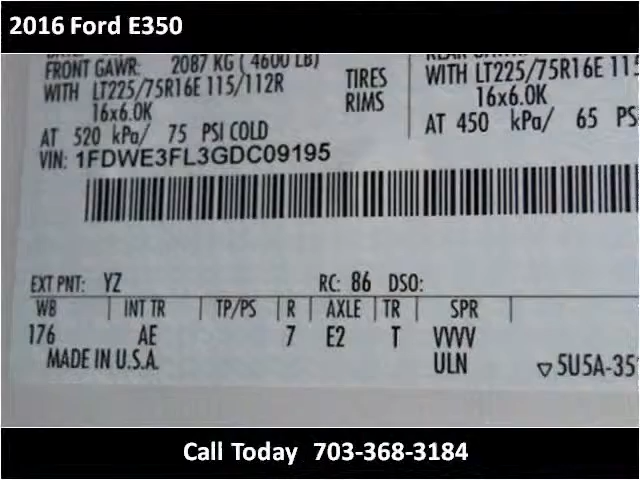 2016 Ford E350
FRONT GAWR: 2087 KG ( 4600 LB)
WITH LT225/75R16E 115/112R TIRES WITH LT225/75R16E
16x6.0K RIMS 16x6.0K
AT 520 kPa/ 75 PSI COLD AT 450 kPa/ 65
VIN: 1FDWE3FL3GDC09195
EXT PNT: YZ RC: 86 DSO:
WB INT TR TP/PS R AXLE TR SPR
176 AE 7 E2 T VVVV
MADE IN U.S.A. ULN ▽5U5A-35
Call Today 703-368-3184